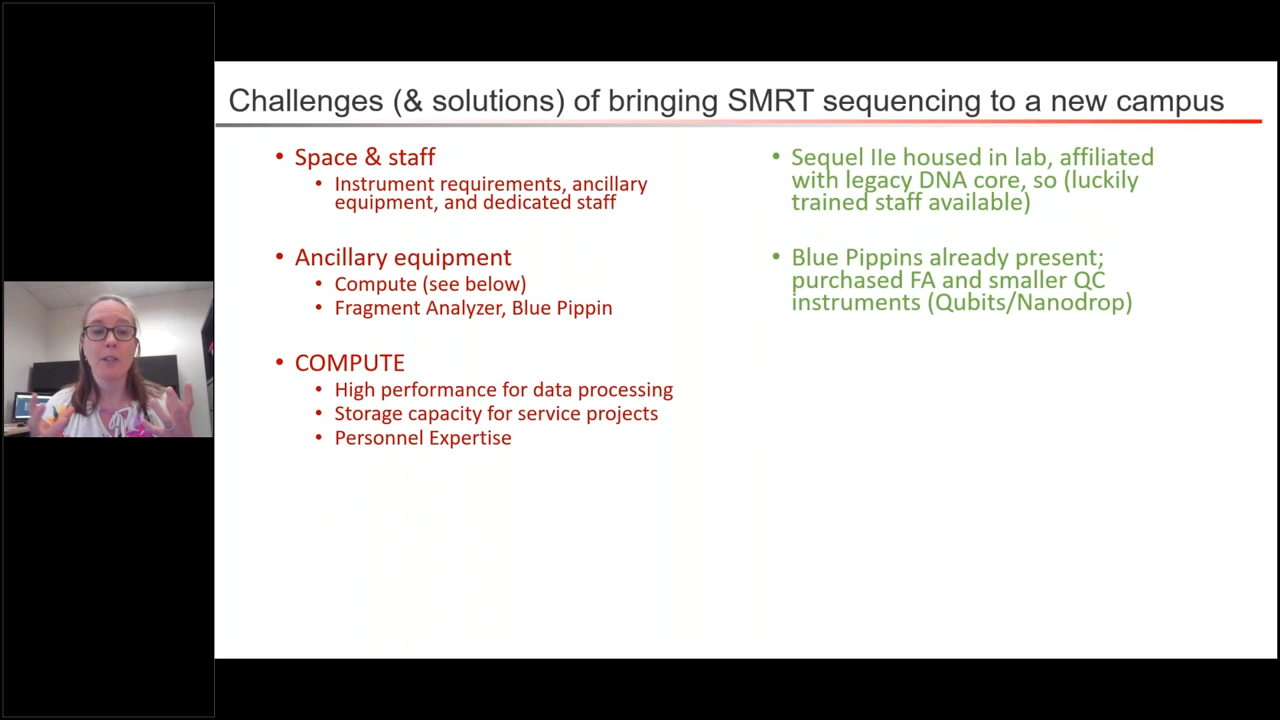 Challenges (& solutions) of bringing SMRT sequencing to a new campus
• Space & staff
• Instrument requirements, ancillary
equipment, and dedicated staff
• Ancillary equipment
• Compute (see below)
• Fragment Analyzer, Blue Pippin
• COMPUTE
• High performance for data processing
• Storage capacity for service projects
• Personnel Expertise
• Sequel IIe housed in lab, affiliated
with legacy DNA core, so (luckily
trained staff available)
• Blue Pippins already present;
purchased FA and smaller QC
instruments (Qubits/Nanodrop)